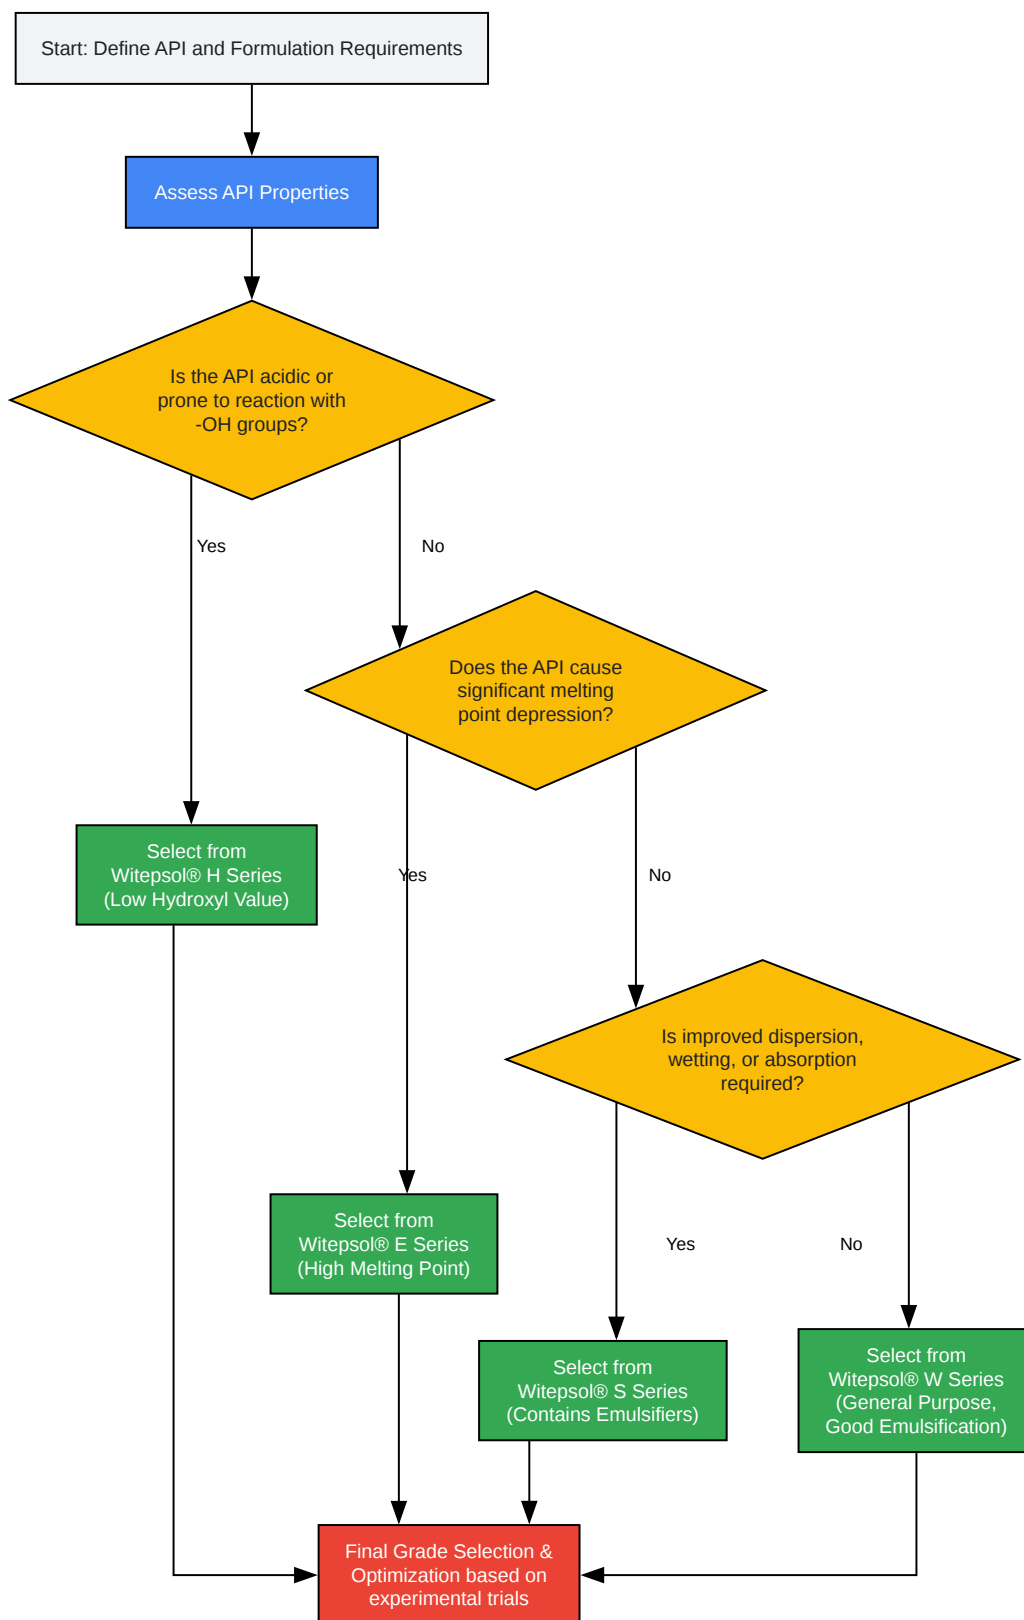 Start: Define API and Formulation Requirements
Assess API Properties
Is the API acidic or
prone to reaction with
-OH groups?
Yes
No
Does the API cause
significant melting
point depression?
Select from
Witepsol® H Series
(Low Hydroxyl Value)
Yes
No
Is improved dispersion,
wetting, or absorption
required?
Select from
Witepsol® E Series
(High Melting Point)
Yes
No
Select from
Witepsol® S Series
(Contains Emulsifiers)
Select from
Witepsol® W Series
(General Purpose,
Good Emulsification)
Final Grade Selection &
Optimization based on
experimental trials